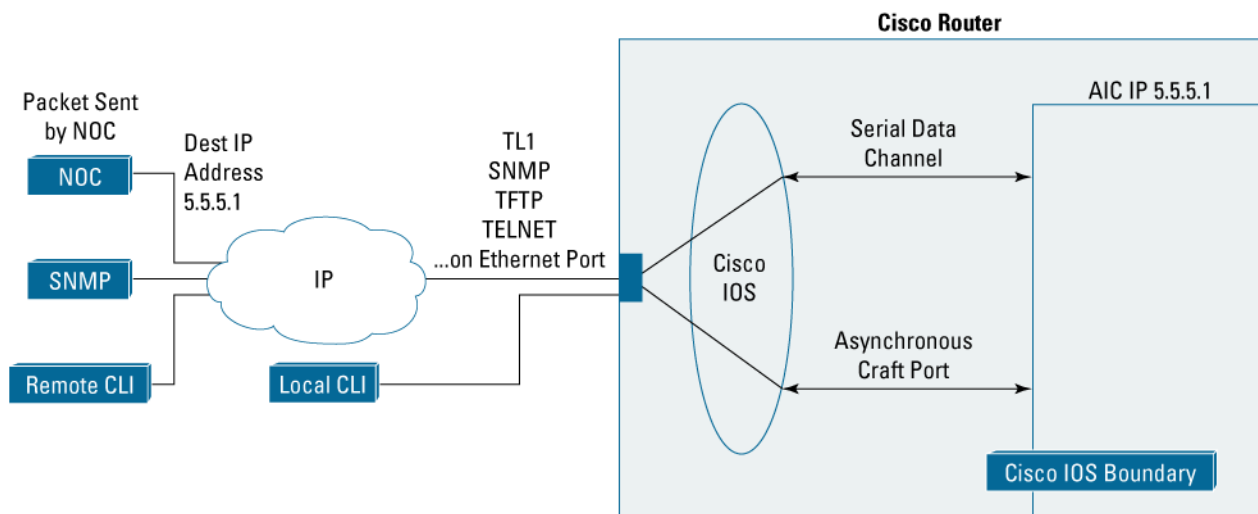 Cisco Router
Packet Sent
by NOC
NOC
Dest IP
Address
5.5.5.1
SNMP
Remote CLI
IP
Local CLI
TL1
SNMP
TFTP
TELNET
...on Ethernet Port
Cisco
IOS
Serial Data
Channel
Asynchronous
Craft Port
AIC IP 5.5.5.1
Cisco IOS Boundary